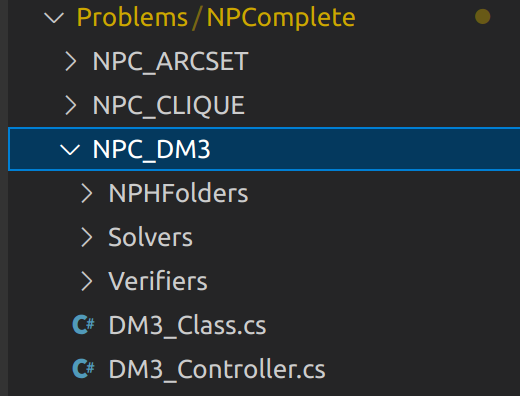 Problems/NPComplete
NPC_ARCSET
NPC_CLIQUE
NPC_DM3
NPHFolders
Solvers
Verifiers
C# DM3_Class.cs
C# DM3_Controller.cs